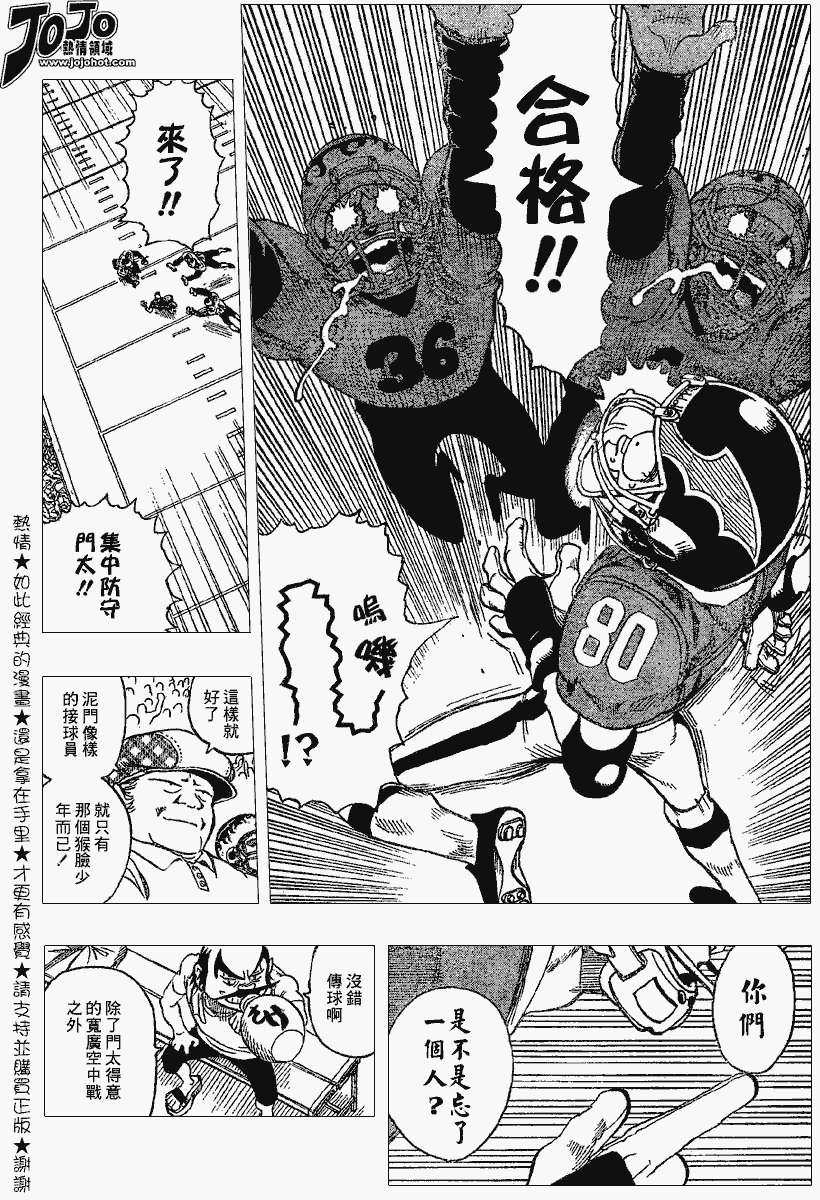 JOJO
熱情領域
www.jojohot.com
合格!!
嗚
嘰
!?
來了!!
集中防守
門太!!
這樣就
好了
泥門像樣
的接球員
就只有
那個猴臉少
年而已!
你們
是不是忘了
一個人?
沒錯
傳球啊
除了門太得意
的寬廣空中戰
之外
36
80
熱情★如此經典的漫畫★還是拿在手里★才更有感覺★請支持並購買正版★謝謝